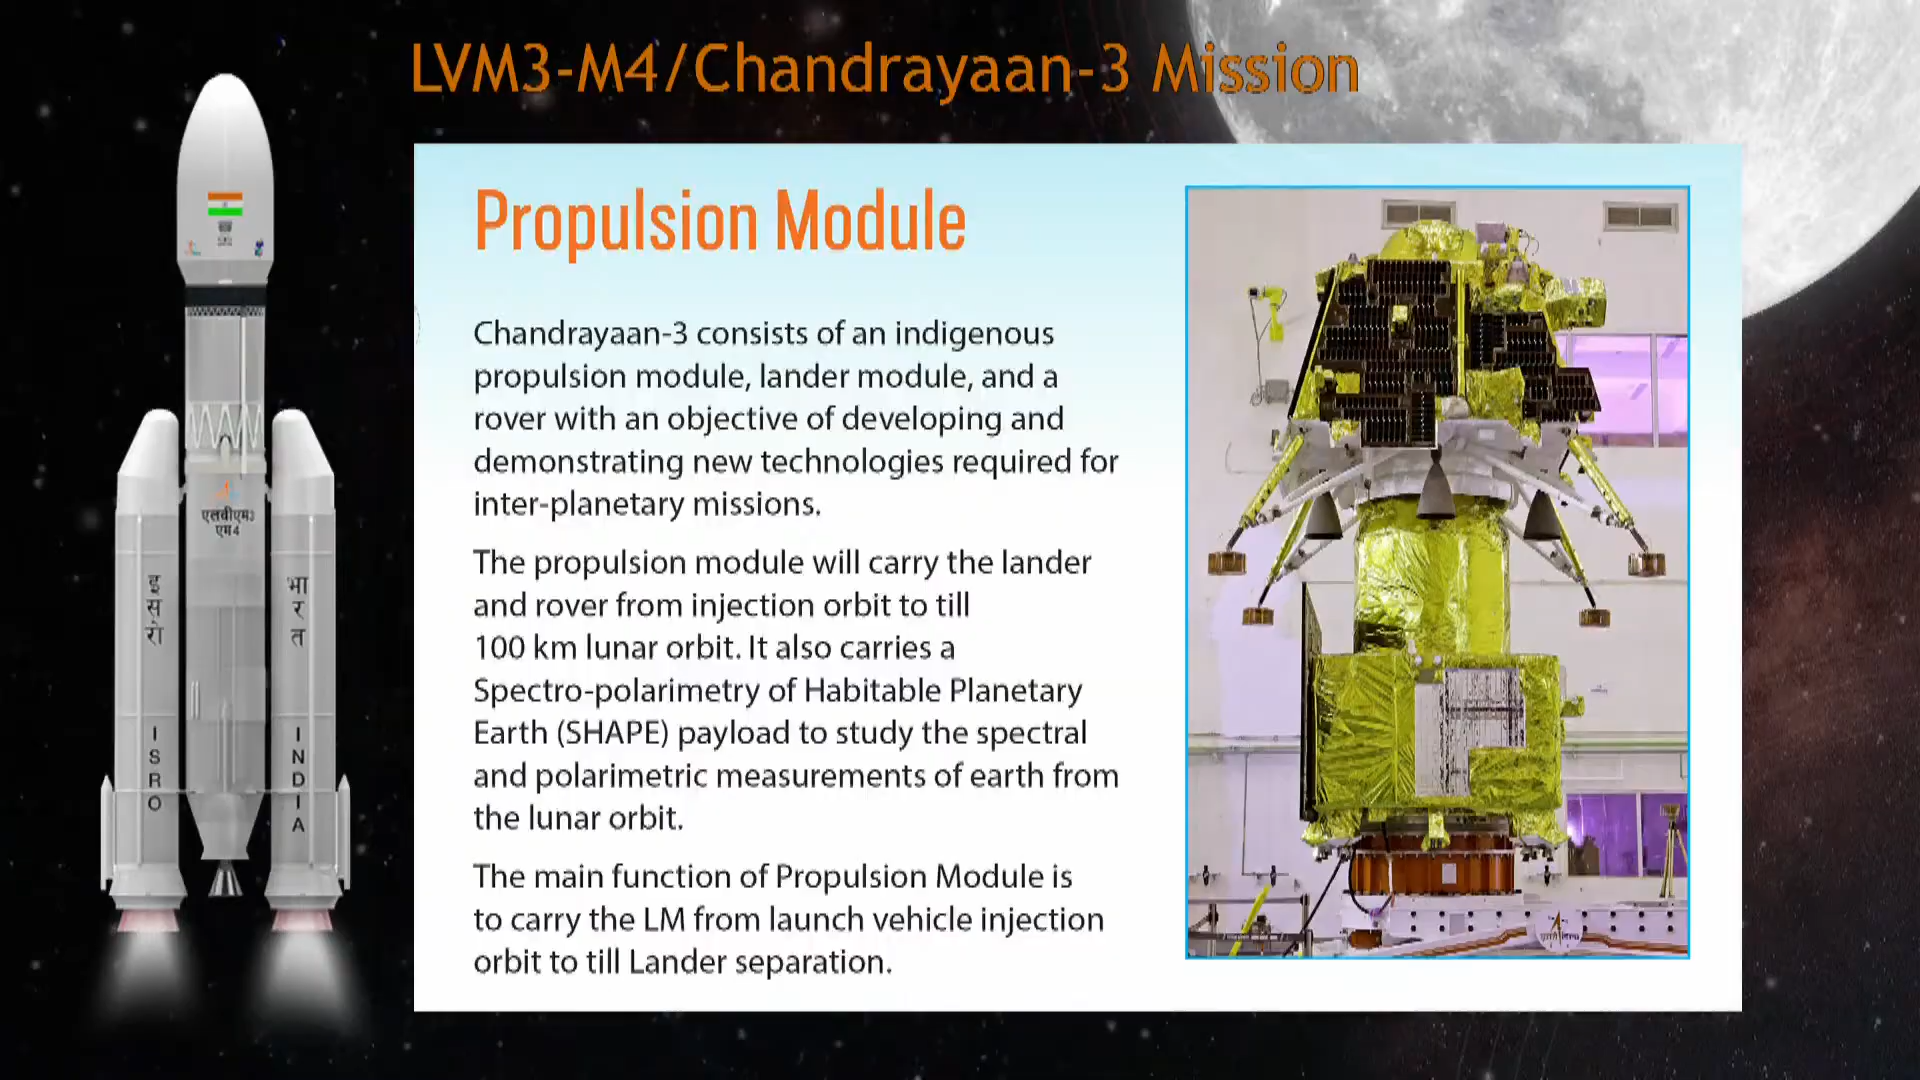 LVM3-M4/Chandrayaan-3 Mission
Propulsion Module
Chandrayaan-3 consists of an indigenous
propulsion module, lander module, and a
rover with an objective of developing and
demonstrating new technologies required for
inter-planetary missions.
The propulsion module will carry the lander
and rover from injection orbit to till
100 km lunar orbit. It also carries a
Spectro-polarimetry of Habitable Planetary
Earth (SHAPE) payload to study the spectral
and polarimetric measurements of earth from
the lunar orbit.
The main function of Propulsion Module is
to carry the LM from launch vehicle injection
orbit to till Lander separation.
एलवीएम3
एम4
इसरो
भारत
ISRO
INDIA